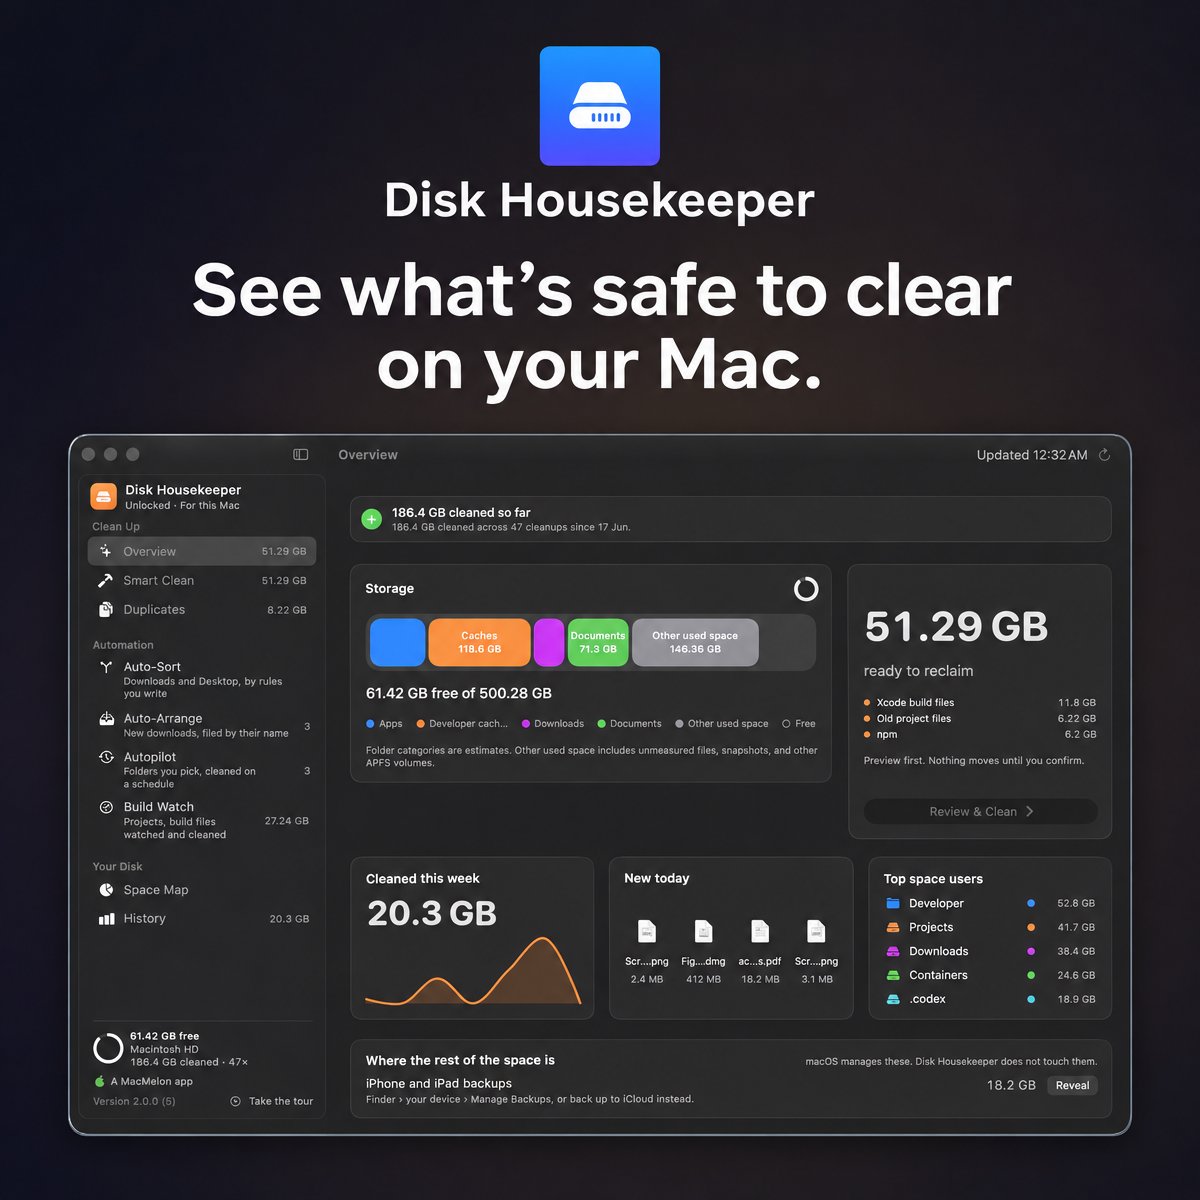 Disk Housekeeper
See what's safe to clear
on your Mac.
Overview
Updated 12:32 AM
Disk Housekeeper
Unlocked · For this Mac
Clean Up
Overview 51.29 GB
Smart Clean 51.29 GB
Duplicates 8.22 GB
Automation
Auto-Sort
Downloads and Desktop, by rules
you write
Auto-Arrange
New downloads, filed by their name 3
Autopilot
Folders you pick, cleaned on
a schedule 3
Build Watch
Projects, build files
watched and cleaned 27.24 GB
Your Disk
Space Map
History 20.3 GB
61.42 GB free
Macintosh HD
186.4 GB cleaned · 47×
A MacMelon app
Version 2.0.0 (5)
Take the tour
186.4 GB cleaned so far
186.4 GB cleaned across 47 cleanups since 17 Jun.
Storage
Caches
118.6 GB
Documents
71.3 GB
Other used space
146.36 GB
61.42 GB free of 500.28 GB
Apps Developer cach... Downloads Documents Other used space Free
Folder categories are estimates. Other used space includes unmeasured files, snapshots, and other
APFS volumes.
51.29 GB
ready to reclaim
Xcode build files 11.8 GB
Old project files 6.22 GB
npm 6.2 GB
Preview first. Nothing moves until you confirm.
Review & Clean
Cleaned this week
20.3 GB
New today
Scr....png Fig....dmg ac...s.pdf Scr....png
2.4 MB 412 MB 18.2 MB 3.1 MB
Top space users
Developer 52.8 GB
Projects 41.7 GB
Downloads 38.4 GB
Containers 24.6 GB
.codex 18.9 GB
Where the rest of the space is
macOS manages these. Disk Housekeeper does not touch them.
iPhone and iPad backups
Finder › your device › Manage Backups, or back up to iCloud instead.
18.2 GB Reveal